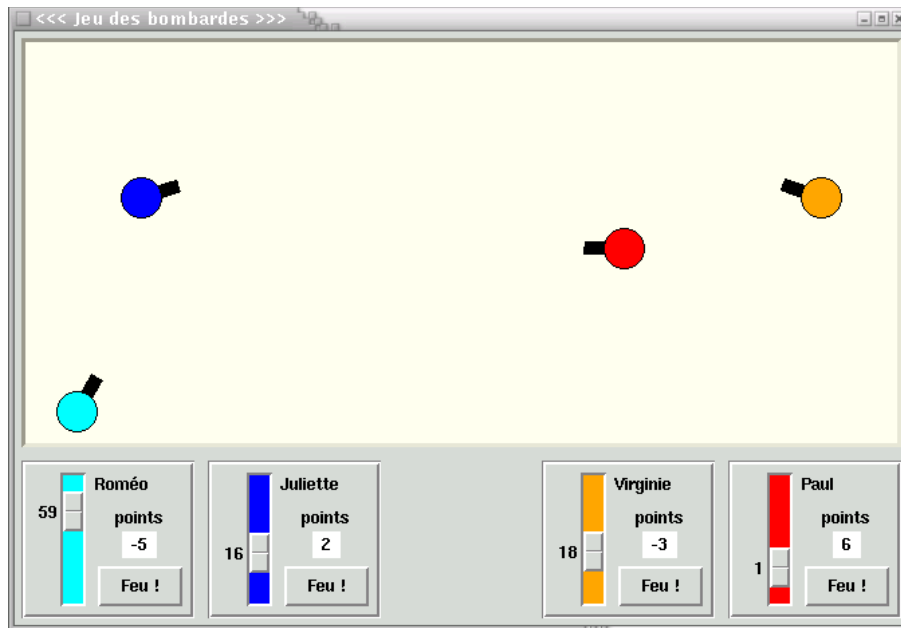 <<< Jeu des bombardes >>>
Roméo
59
points
-5
Feu !
Juliette
16
points
2
Feu !
Virginie
18
points
-3
Feu !
Paul
1
points
6
Feu !